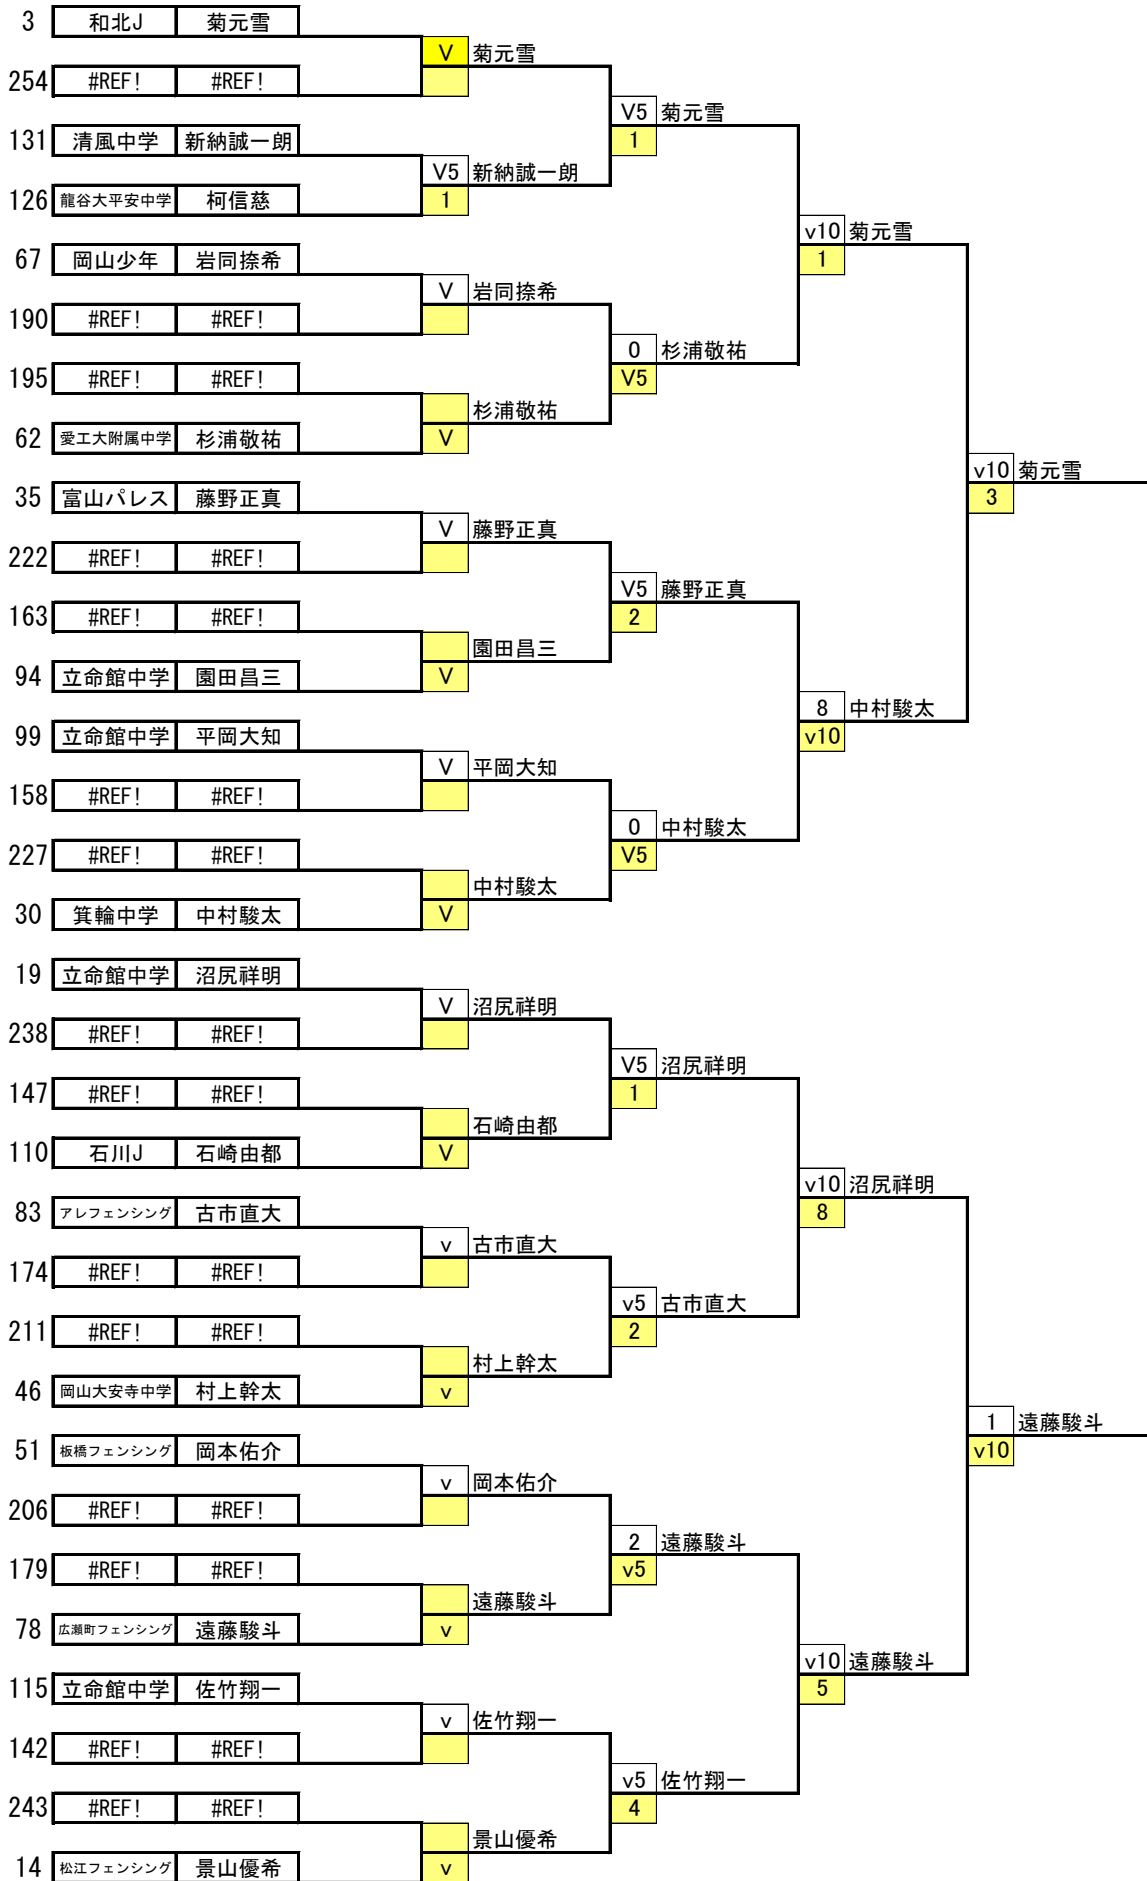 3 和北J 菊元雪
V 菊元雪
254 #REF! #REF!
V5 菊元雪
131 清風中学 新納誠一朗
1
V5 新納誠一朗
126 龍谷大平安中学 柯信慈
1
v10 菊元雪
67 岡山少年 岩同捺希
1
V 岩同捺希
190 #REF! #REF!
0 杉浦敬祐
195 #REF! #REF!
V5
杉浦敬祐
62 愛工大附属中学 杉浦敬祐
V
v10 菊元雪
35 富山パレス 藤野正真
3
V 藤野正真
222 #REF! #REF!
V5 藤野正真
163 #REF! #REF!
2
園田昌三
94 立命館中学 園田昌三
V
8 中村駿太
99 立命館中学 平岡大知
v10
V 平岡大知
158 #REF! #REF!
0 中村駿太
227 #REF! #REF!
V5
中村駿太
30 箕輪中学 中村駿太
V
19 立命館中学 沼尻祥明
V 沼尻祥明
238 #REF! #REF!
V5 沼尻祥明
147 #REF! #REF!
1
石崎由都
110 石川J 石崎由都
V
v10 沼尻祥明
83 アレフェンシング 古市直大
8
v 古市直大
174 #REF! #REF!
v5 古市直大
211 #REF! #REF!
2
村上幹太
46 岡山大安寺中学 村上幹太
v
1 遠藤駿斗
51 板橋フェンシング 岡本佑介
v10
v 岡本佑介
206 #REF! #REF!
2 遠藤駿斗
179 #REF! #REF!
v5
遠藤駿斗
78 広瀬町フェンシング 遠藤駿斗
v
v10 遠藤駿斗
115 立命館中学 佐竹翔一
5
v 佐竹翔一
142 #REF! #REF!
v5 佐竹翔一
243 #REF! #REF!
4
景山優希
14 松江フェンシング 景山優希
v